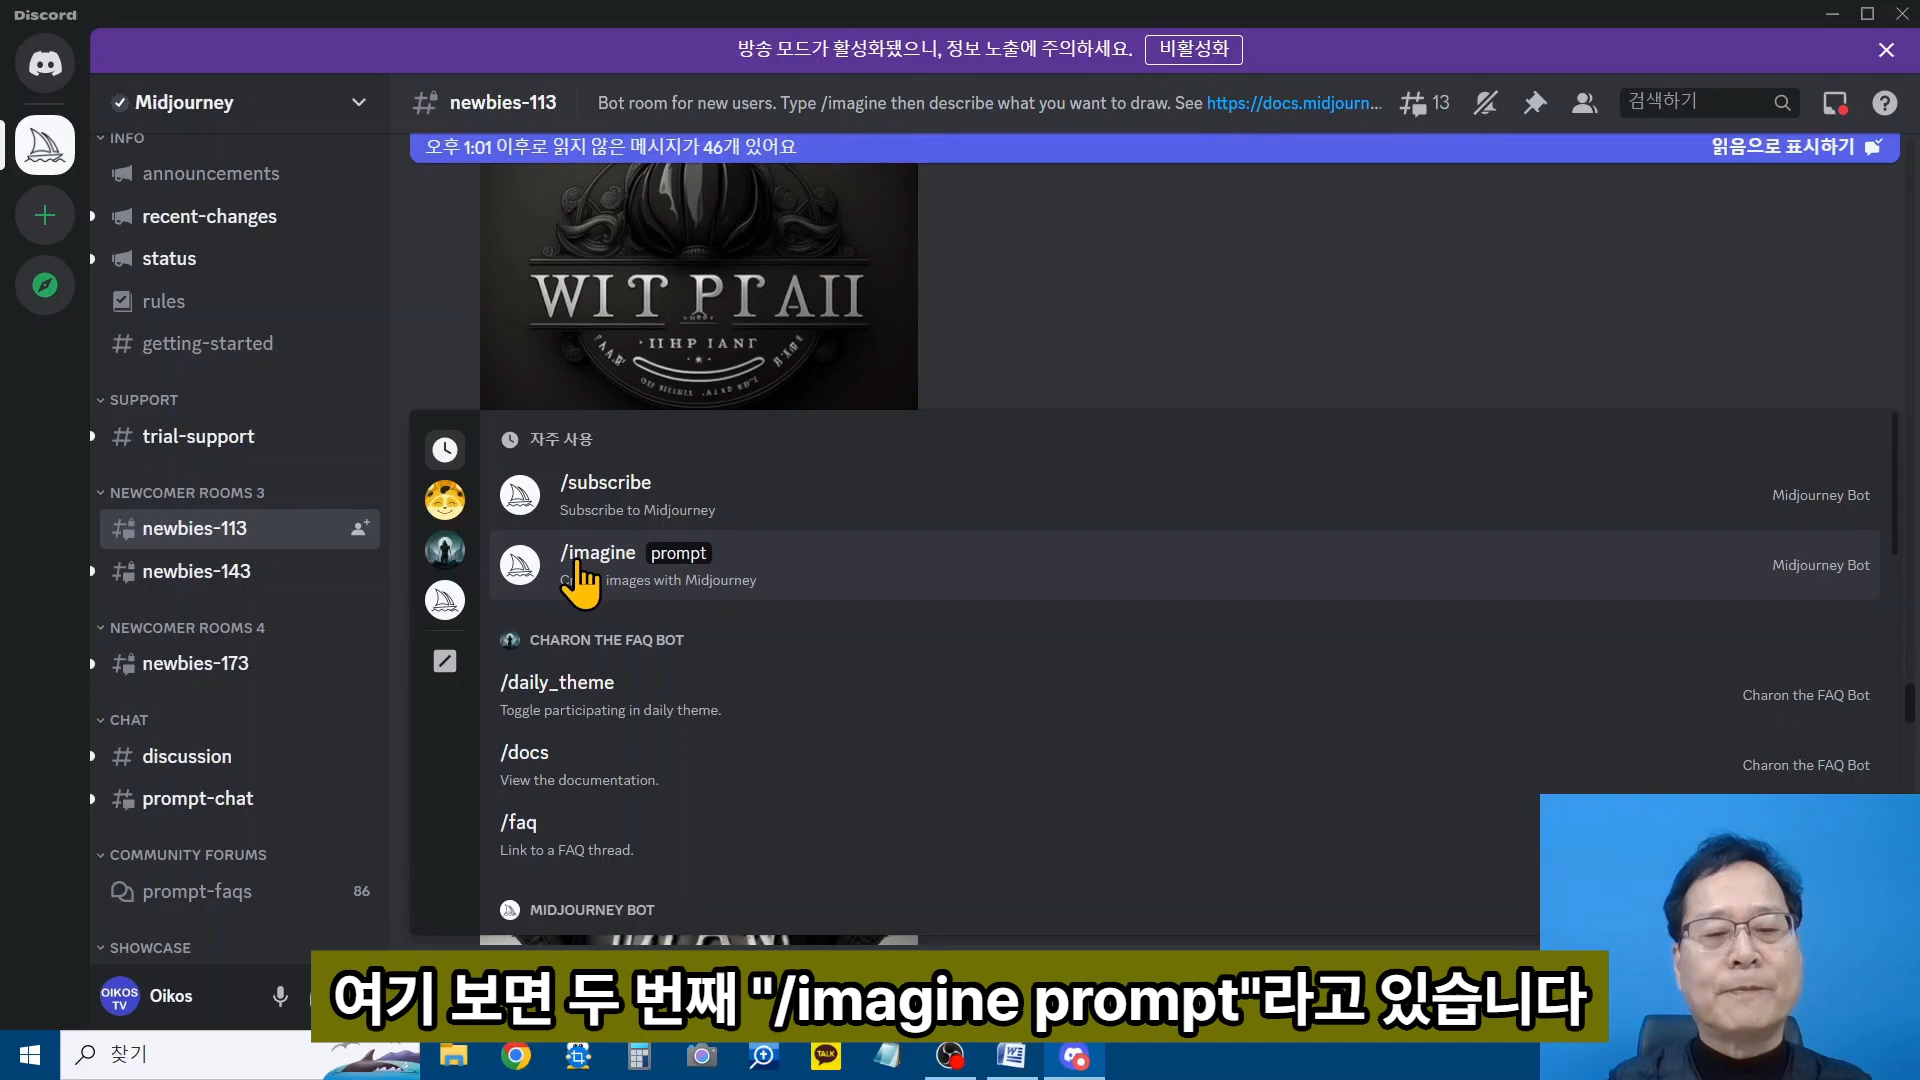 Discord
방송 모드가 활성화됐으니, 정보 노출에 주의하세요. 비활성화
Midjourney
newbies-113
Bot room for new users. Type /imagine then describe what you want to draw. See https://docs.midjourn...
13
검색하기
INFO
announcements
recent-changes
status
rules
getting-started
SUPPORT
trial-support
NEWCOMER ROOMS 3
newbies-113
newbies-143
NEWCOMER ROOMS 4
newbies-173
CHAT
discussion
prompt-chat
COMMUNITY FORUMS
prompt-faqs 86
SHOWCASE
OIKOS TV
Oikos
오후 1:01 이후로 읽지 않은 메시지가 46개 있어요
읽음으로 표시하기
WIT PTAII
자주 사용
/subscribe
Subscribe to Midjourney
Midjourney Bot
/imagine prompt
images with Midjourney
Midjourney Bot
CHARON THE FAQ BOT
/daily_theme
Toggle participating in daily theme.
Charon the FAQ Bot
/docs
View the documentation.
Charon the FAQ Bot
/faq
Link to a FAQ thread.
MIDJOURNEY BOT
여기 보면 두 번째 "/imagine prompt"라고 있습니다
찾기
TALK